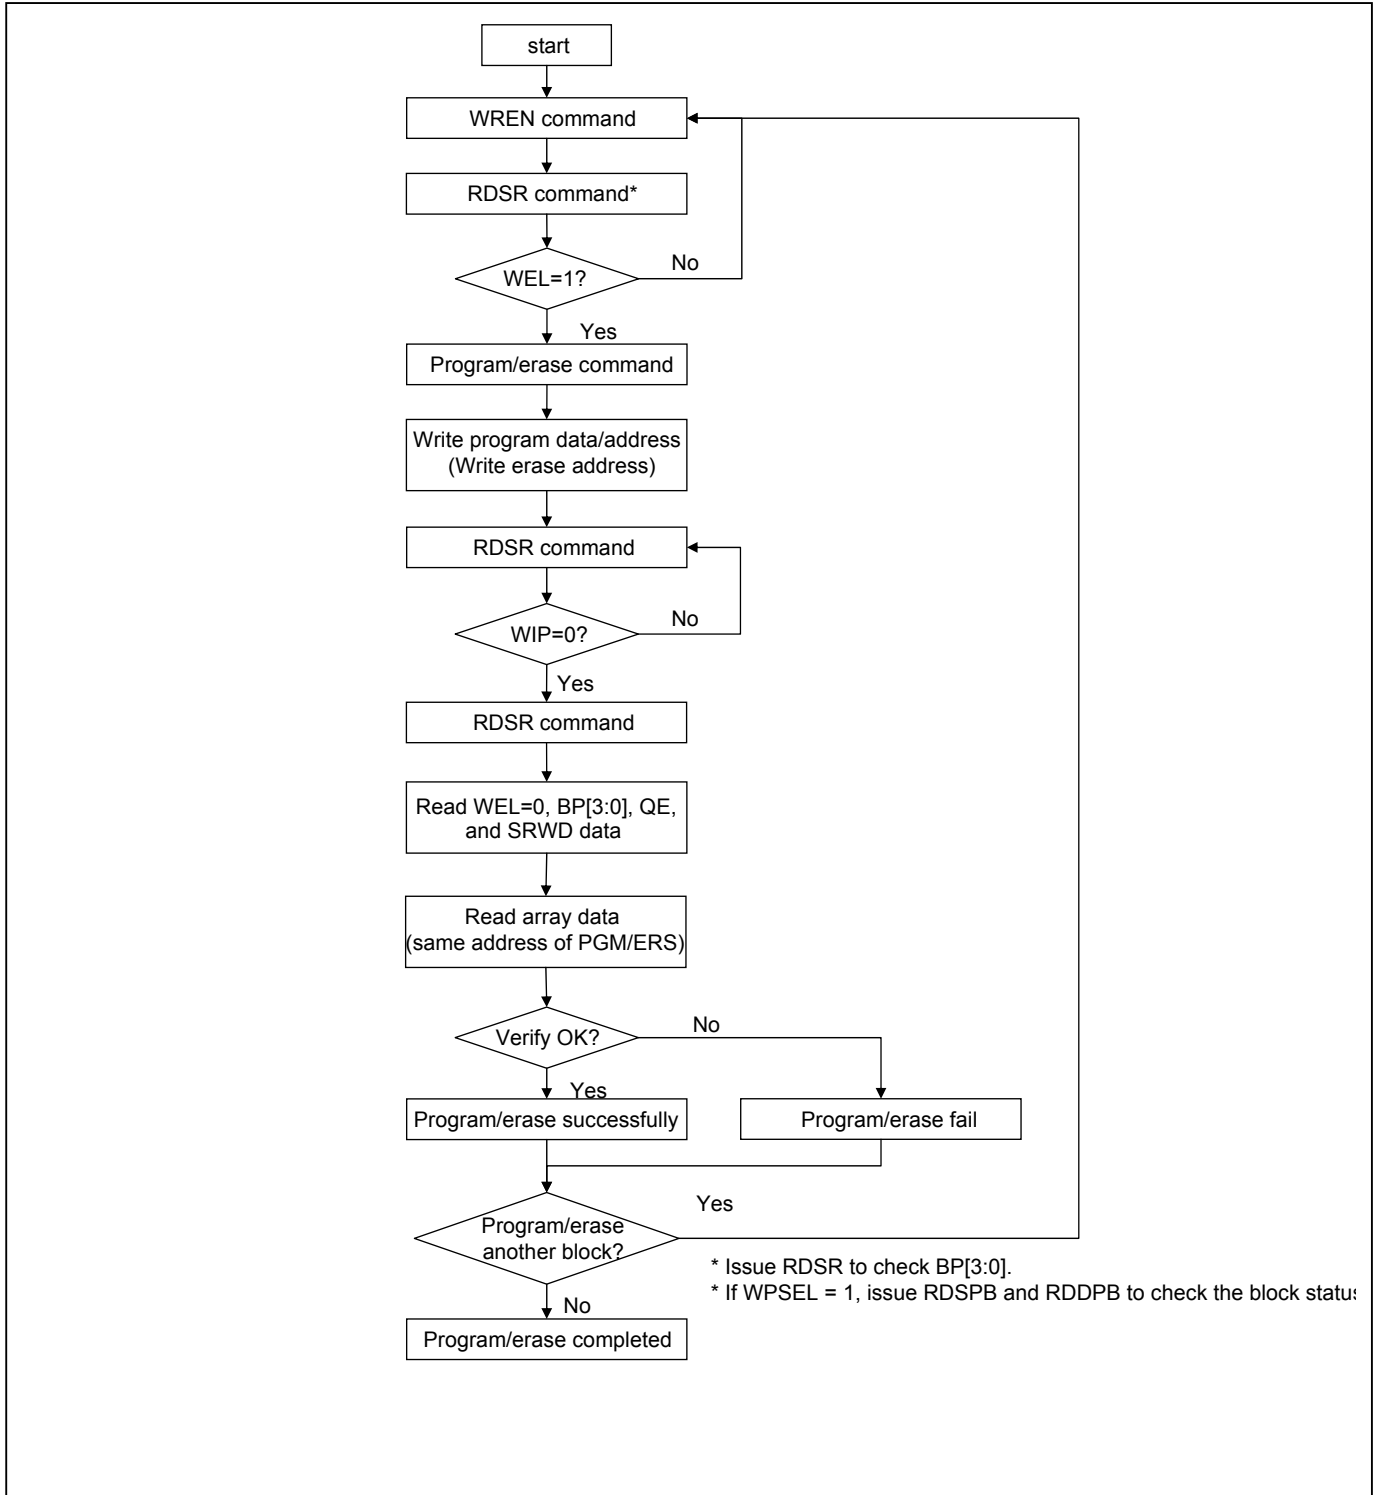 start
WREN command
RDSR command*
WEL=1?
No
Yes
Program/erase command
Write program data/address
(Write erase address)
RDSR command
WIP=0?
No
Yes
RDSR command
Read WEL=0, BP[3:0], QE,
and SRWD data
Read array data
(same address of PGM/ERS)
Verify OK?
No
Yes
Program/erase successfully
Program/erase fail
Program/erase
another block?
Yes
* Issue RDSR to check BP[3:0].
* If WPSEL = 1, issue RDSPB and RDDPB to check the block status
No
Program/erase completed